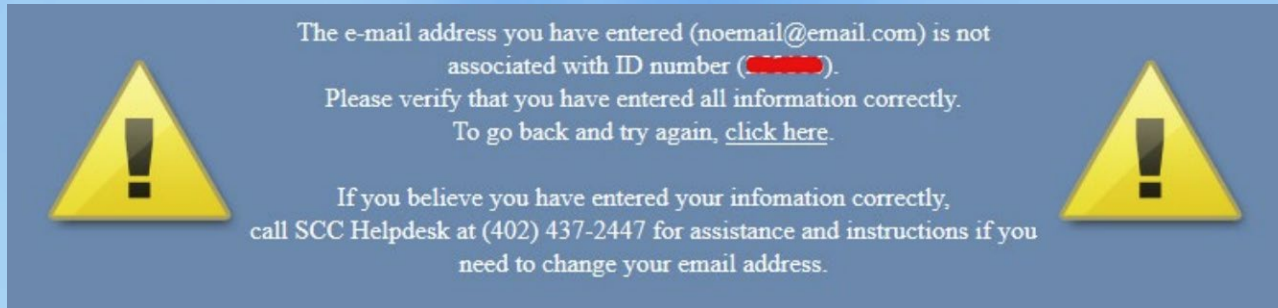 The e-mail address you have entered (noemail@email.com) is not
associated with ID number ().
Please verify that you have entered all information correctly.
To go back and try again, click here.
If you believe you have entered your infomation correctly,
call SCC Helpdesk at (402) 437-2447 for assistance and instructions if you
need to change your email address.